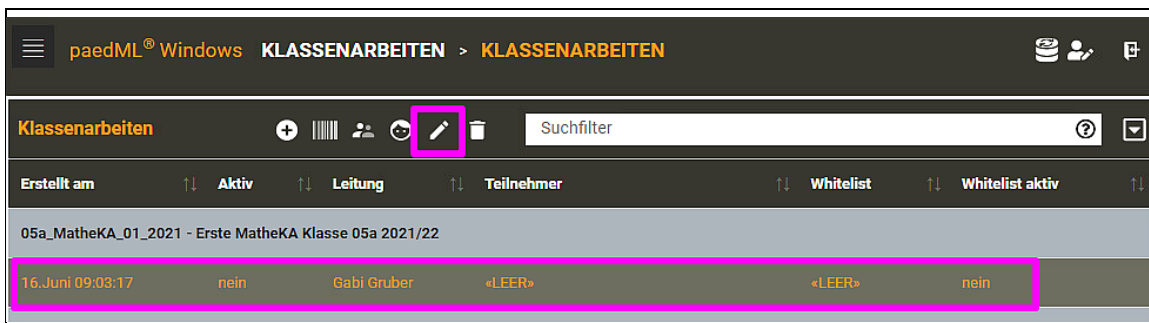 paedML® Windows KLASSENARBEITEN > KLASSENARBEITEN
Klassenarbeiten Suchfilter
Erstellt am Aktiv Leitung Teilnehmer Whitelist Whitelist aktiv
05a_MatheKA_01_2021 - Erste MatheKA Klasse 05a 2021/22
16.Juni 09:03:17 nein Gabi Gruber «LEER» «LEER» nein